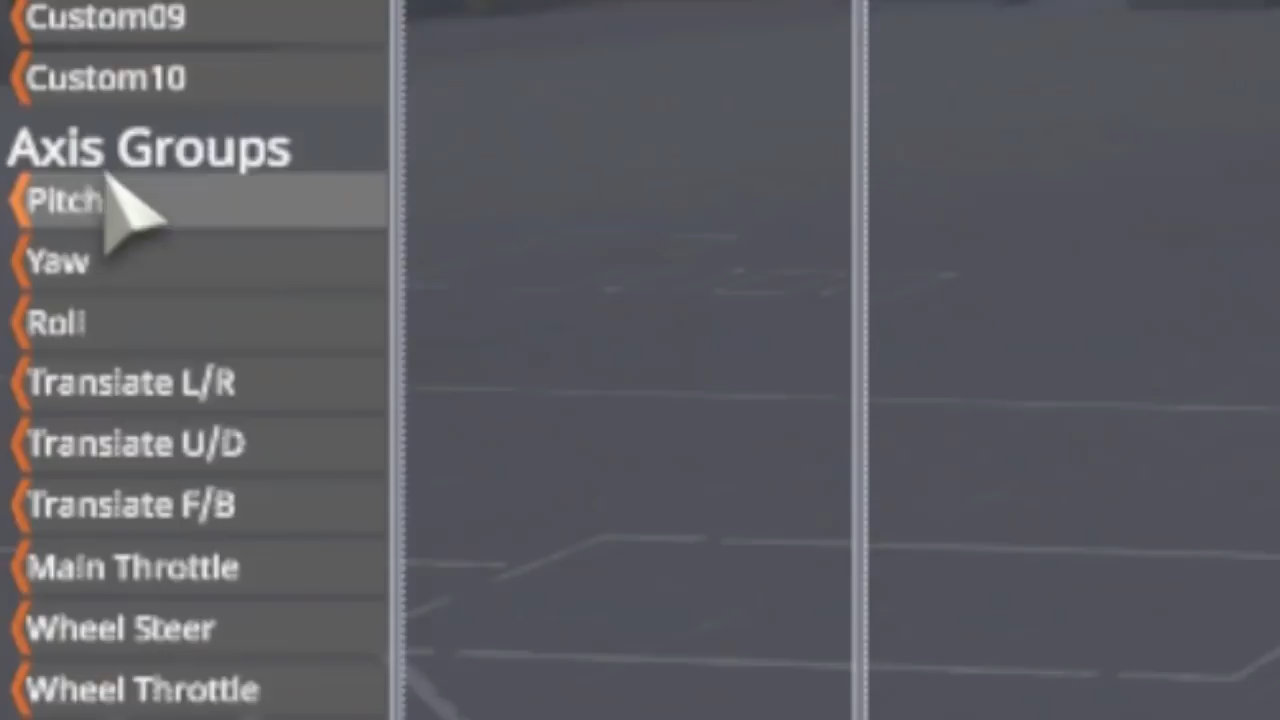 Custom09
Custom10
Axis Groups
Pitch
Yaw
Roll
Translate L/R
Translate U/D
Translate F/B
Main Throttle
Wheel Steer
Wheel Throttle